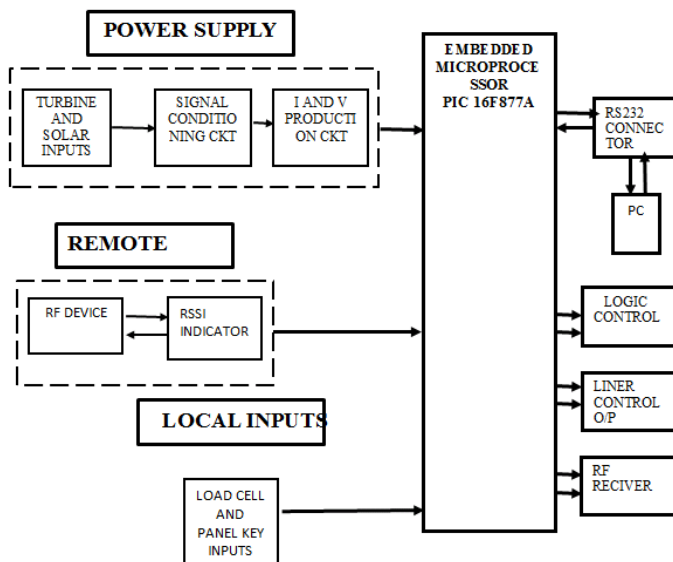 POWER SUPPLY
TURBINE
AND
SOLAR
INPUTS
SIGNAL
CONDITIO
NING CKT
I AND V
PRODUCTI
ON CKT
EMBEDDED
MICROPROCE
SSOR
PIC 16F877A
RS232
CONNEC
TOR
PC
REMOTE
RF DEVICE
RSSI
INDICATOR
LOGIC
CONTROL
LOCAL INPUTS
LINER
CONTROL
O/P
LOAD CELL
AND
PANEL KEY
INPUTS
RF
RECIVER